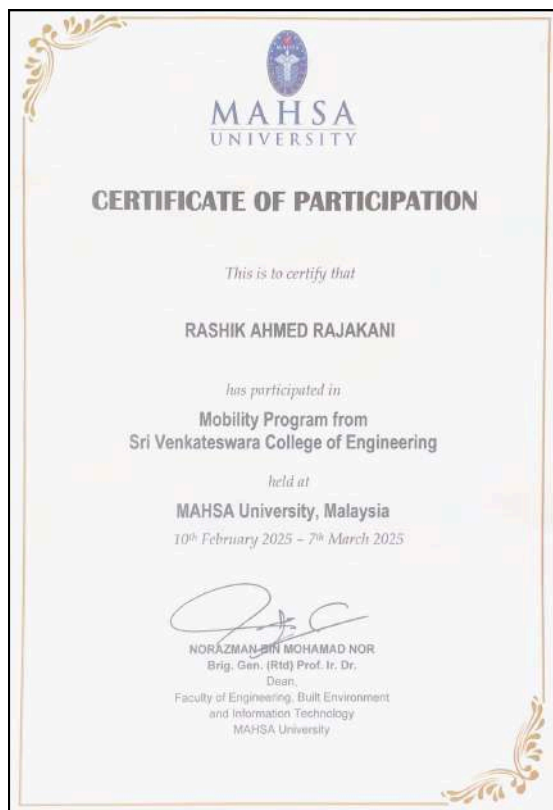 MAHSA
UNIVERSITY
CERTIFICATE OF PARTICIPATION
This is to certify that
RASHIK AHMED RAJAKANI
has participated in
Mobility Program from
Sri Venkateswara College of Engineering
held at
MAHSA University, Malaysia
10th February 2025 – 7th March 2025
NORAZMAN BIN MOHAMAD NOR
Brig. Gen. (Rtd) Prof. Ir. Dr.
Dean,
Faculty of Engineering, Built Environment
and Information Technology
MAHSA University